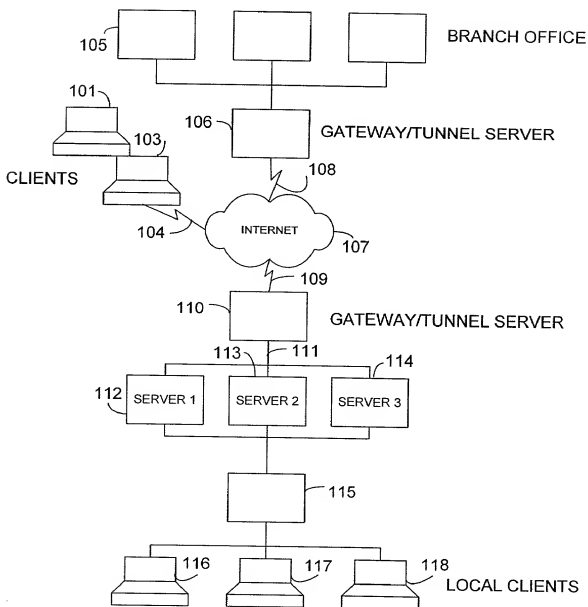 105
BRANCH OFFICE
101
106
GATEWAY/TUNNEL SERVER
103
CLIENTS
108
104
INTERNET
107
109
110
GATEWAY/TUNNEL SERVER
113
111
114
112
SERVER 1
SERVER 2
SERVER 3
115
116
117
118
LOCAL CLIENTS